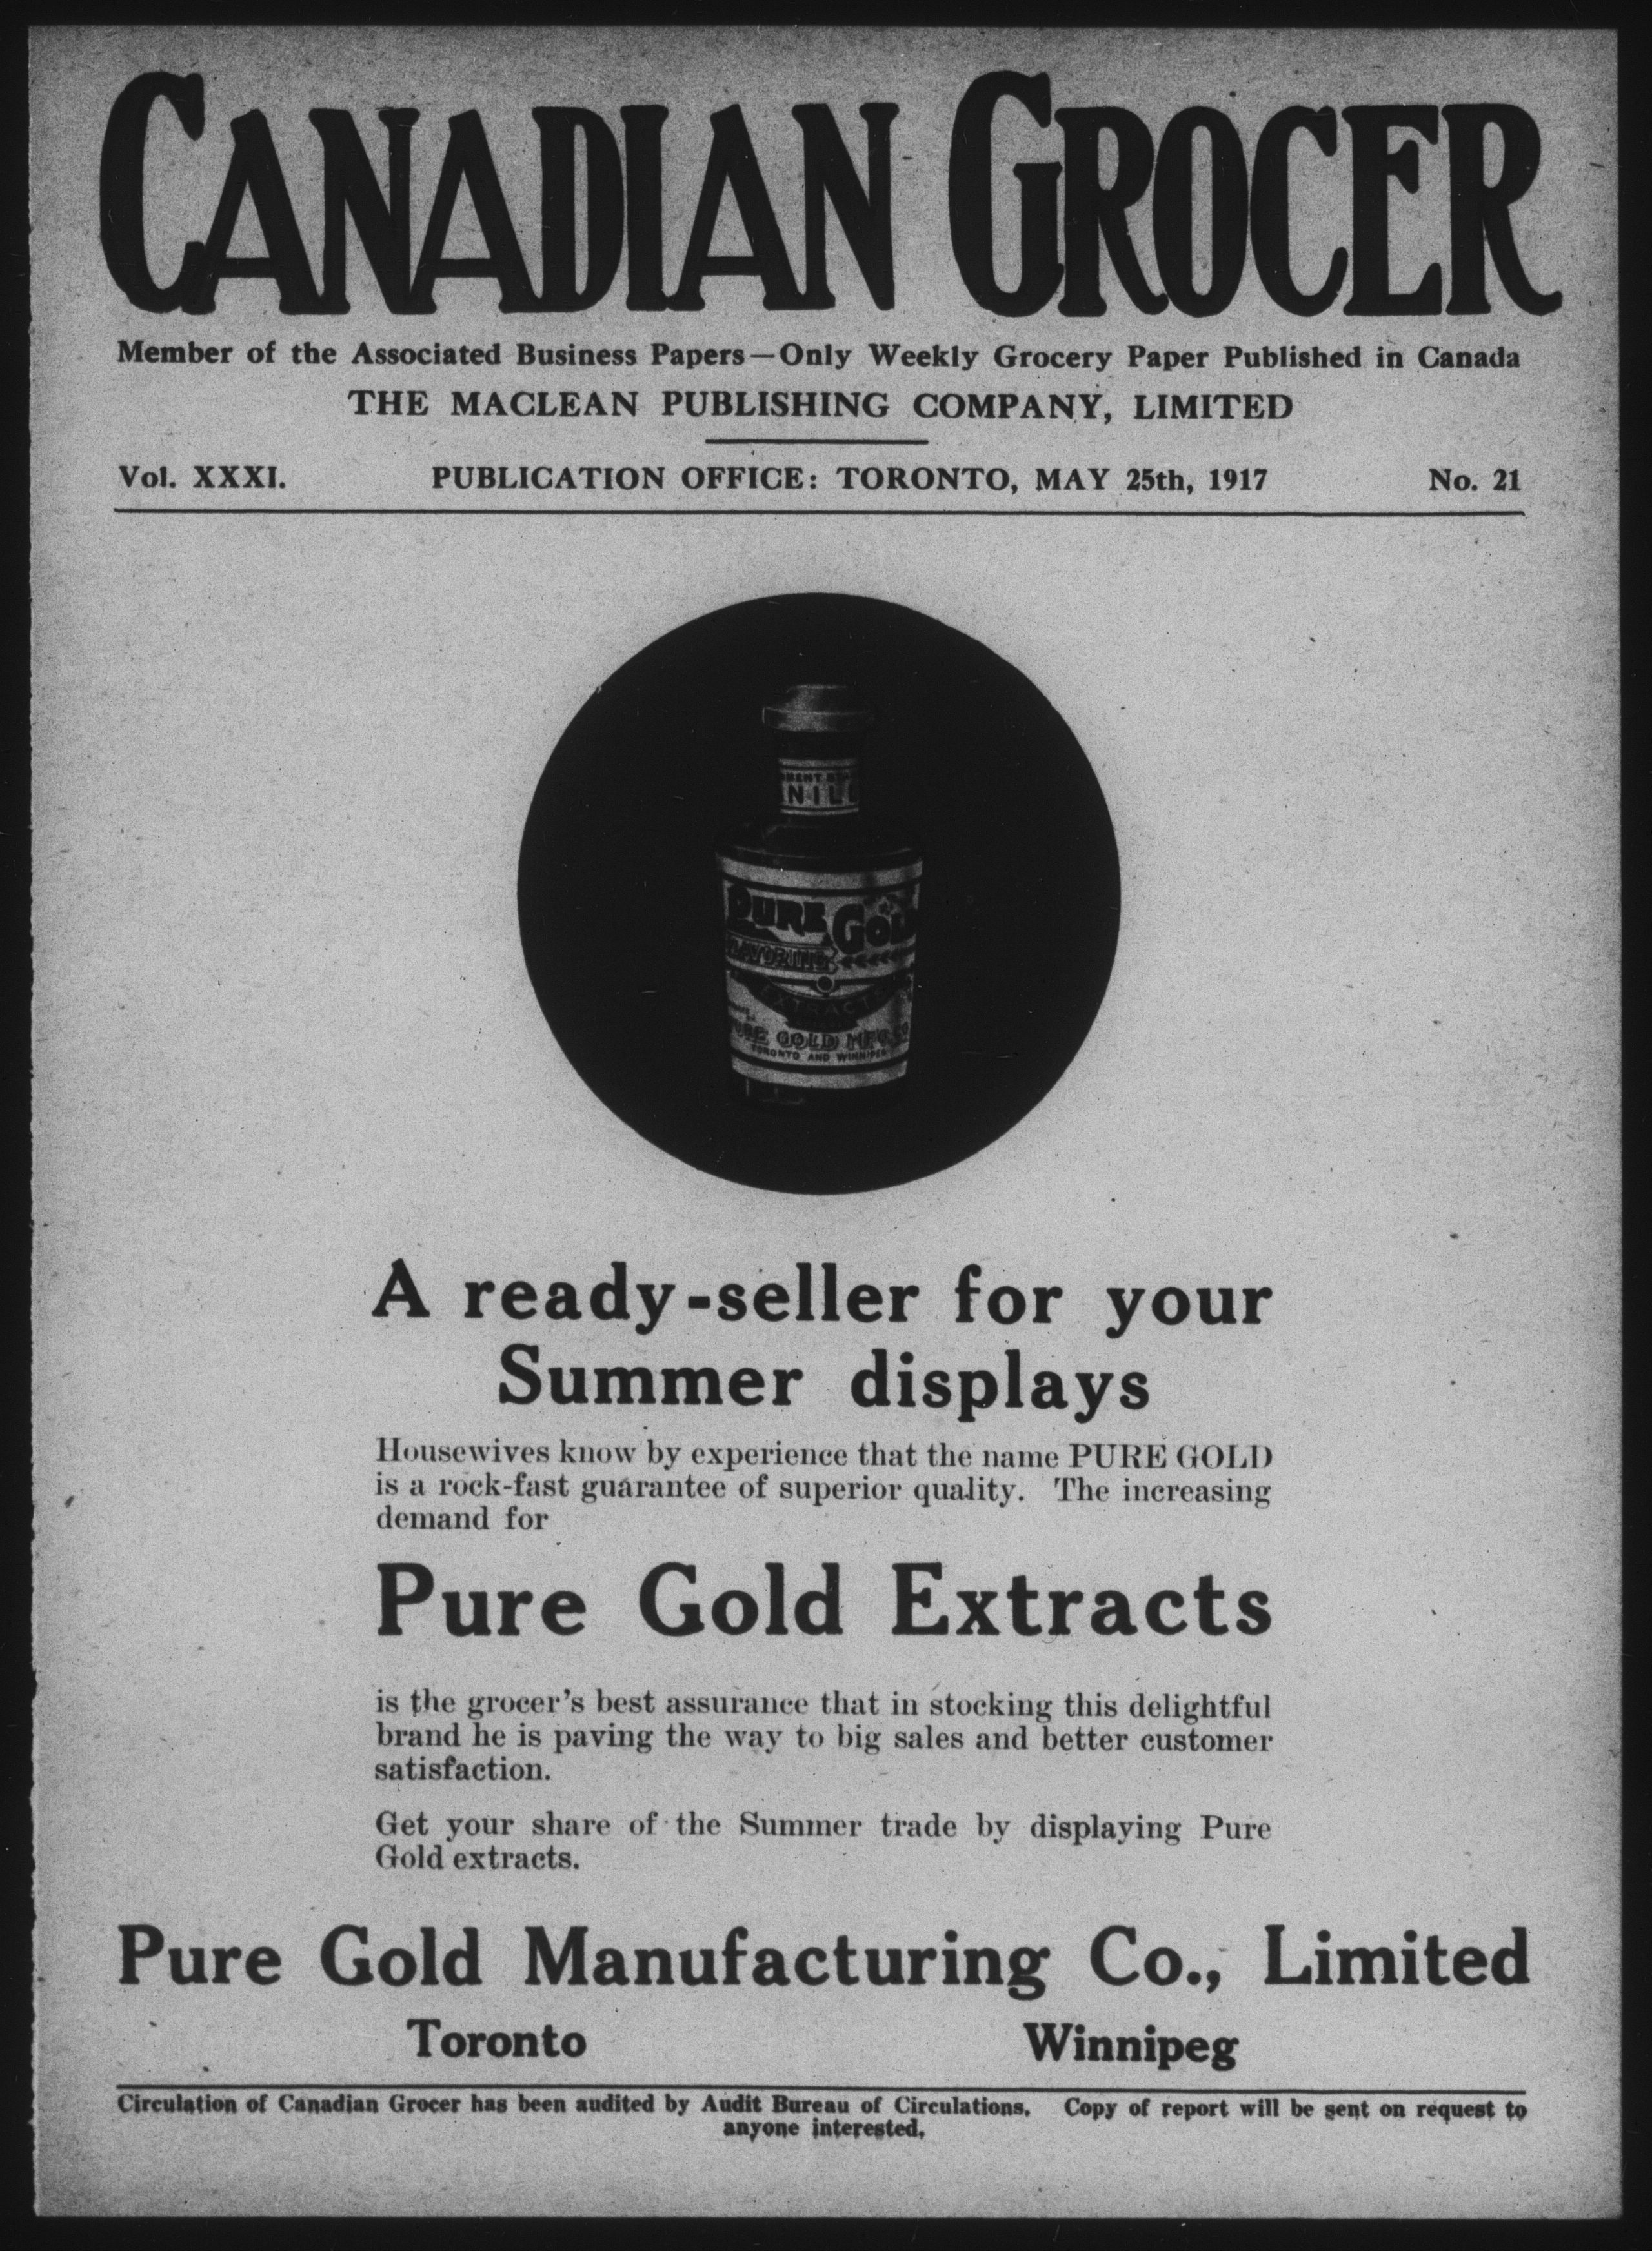 CANADIAN GROCER
Member of the Associated Business Papers—Only Weekly Grocery Paper Published in Canada
THE MACLEAN PUBLISHING COMPANY, LIMITED
Vol. XXXI. PUBLICATION OFFICE: TORONTO, MAY 25th, 1917 No. 21
NIL
PURE GOLD
FLAVORING
EXTRACT
PURE GOLD MFG. CO
TORONTO AND WINNIPEG
A ready-seller for your
Summer displays
Housewives know by experience that the name PURE GOLD
is a rock-fast guarantee of superior quality. The increasing
demand for
Pure Gold Extracts
is the grocer's best assurance that in stocking this delightful
brand he is paving the way to big sales and better customer
satisfaction.
Get your share of the Summer trade by displaying Pure
Gold extracts.
Pure Gold Manufacturing Co., Limited
Toronto Winnipeg
Circulation of Canadian Grocer has been audited by Audit Bureau of Circulations. Copy of report will be sent on request to
anyone interested.